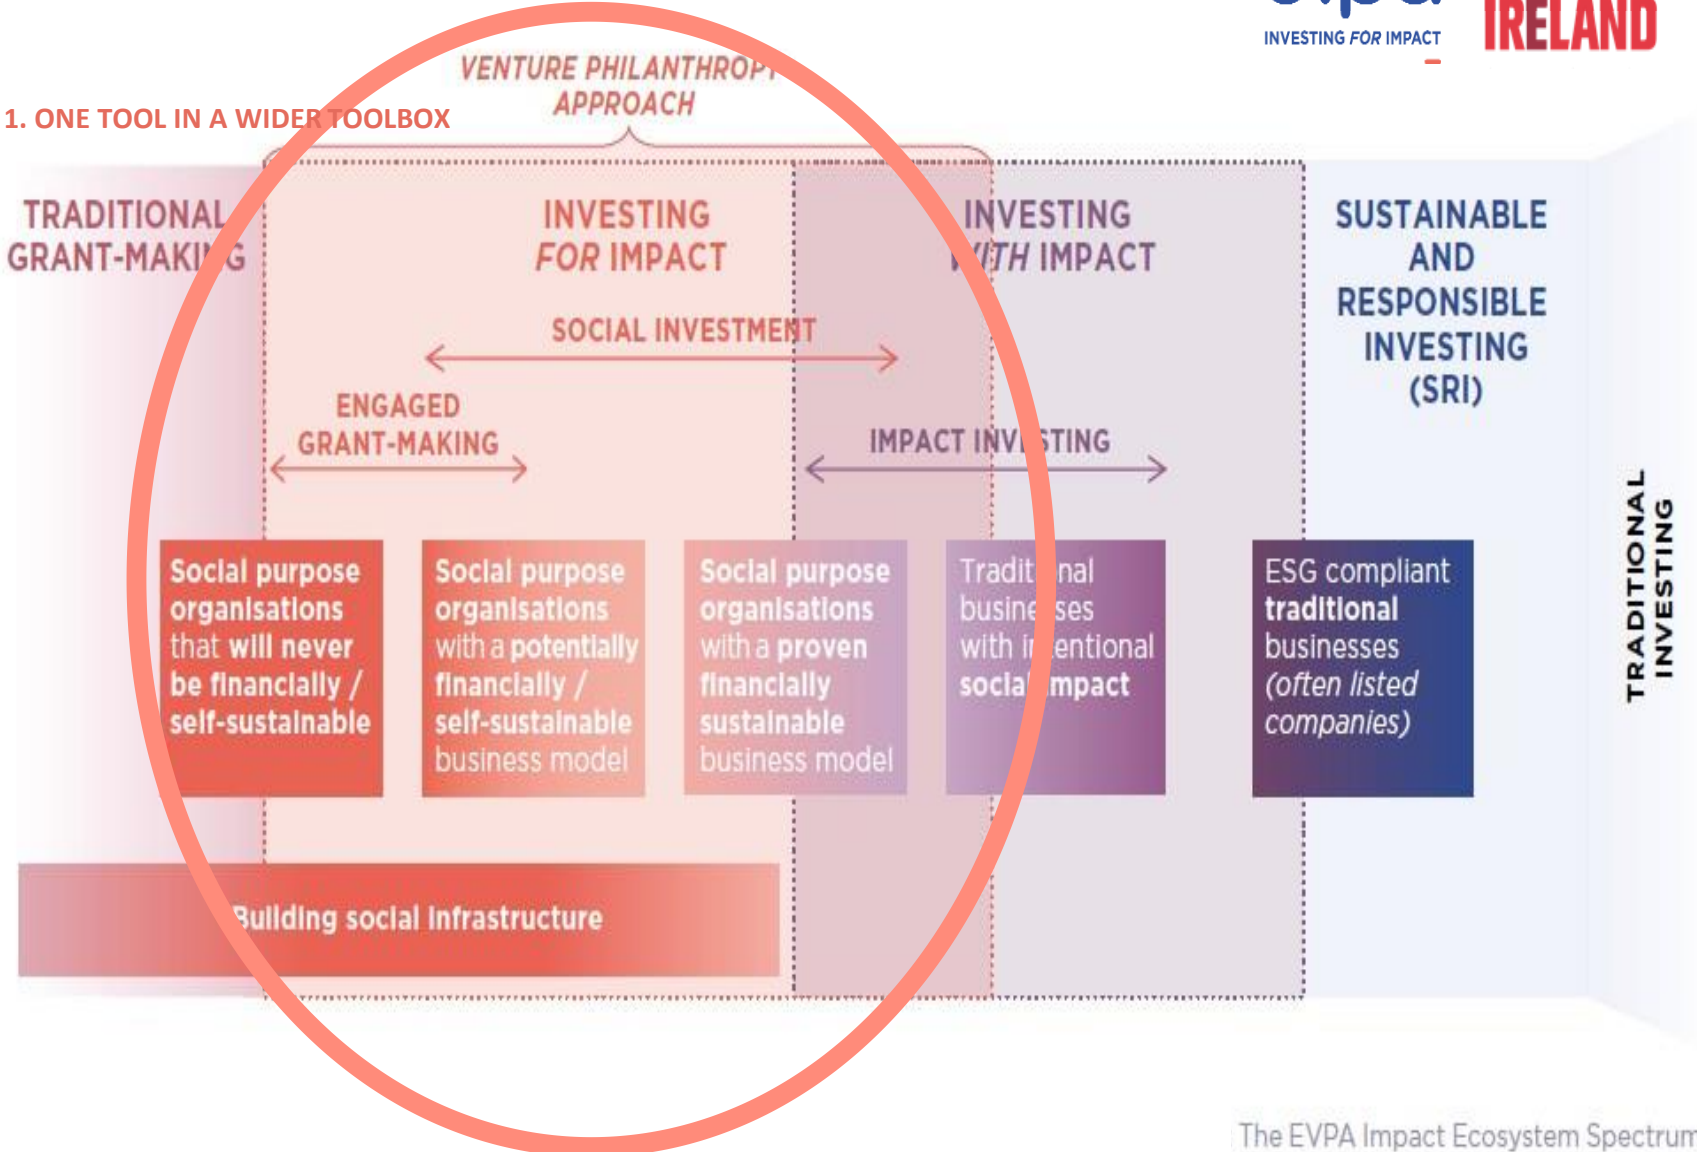 INVESTING FOR IMPACT
IRELAND
VENTURE PHILANTHROPY
APPROACH
1. ONE TOOL IN A WIDER TOOLBOX
TRADITIONAL
GRANT-MAKING
INVESTING
FOR IMPACT
INVESTING
WITH IMPACT
SUSTAINABLE
AND
RESPONSIBLE
INVESTING
(SRI)
SOCIAL INVESTMENT
ENGAGED
GRANT-MAKING
IMPACT INVESTING
Social purpose
organisations
that will never
be financially /
self-sustainable
Social purpose
organisations
with a potentially
financially /
self-sustainable
business model
Social purpose
organisations
with a proven
financially
sustainable
business model
Traditional
businesses
with intentional
social impact
ESG compliant
traditional
businesses
(often listed
companies)
TRADITIONAL
INVESTING
Building social infrastructure
The EVPA Impact Ecosystem Spectrum